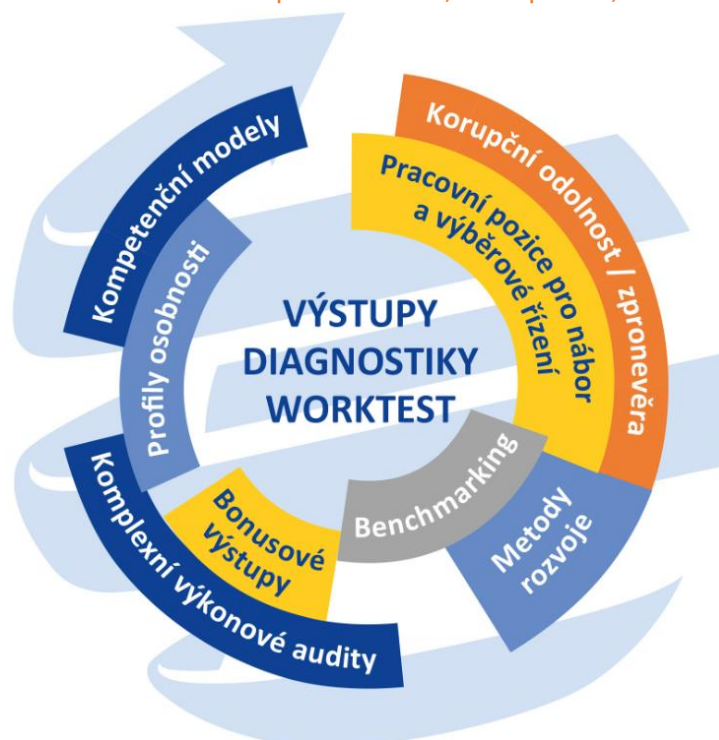 Kompetenční modely
Profily osobnosti
Korupční odolnost / zpronevěra
Pracovní pozice pro nábor
a výběrové řízení
VÝSTUPY
DIAGNOSTIKY
WORKTEST
Benchmarking
Metody
rozvoje
Bonusové
výstupy
Komplexní výkonové audity